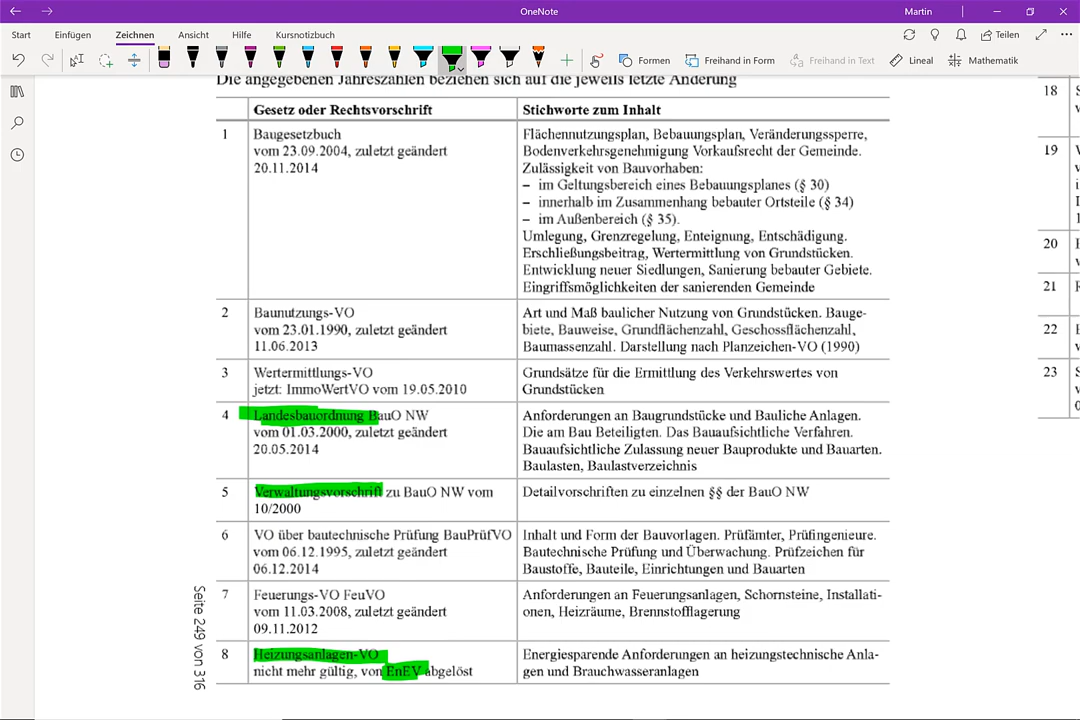 OneNote
Martin
Start
Einfügen
Zeichnen
Ansicht
Hilfe
Kursnotizbuch
Teilen
Formen
Freihand in Form
Freihand in Text
Lineal
Mathematik
Die angegebenen Jahreszahlen beziehen sich auf die jeweils letzte Änderung
Gesetz oder Rechtsvorschrift
Stichworte zum Inhalt
1
Baugesetzbuch
vom 23.09.2004, zuletzt geändert
20.11.2014
Flächennutzungsplan, Bebauungsplan, Veränderungssperre,
Bodenverkehrsgenehmigung Vorkaufsrecht der Gemeinde.
Zulässigkeit von Bauvorhaben:
– im Geltungsbereich eines Bebauungsplanes (§ 30)
– innerhalb im Zusammenhang bebauter Ortsteile (§ 34)
– im Außenbereich (§ 35).
Umlegung, Grenzregelung, Enteignung, Entschädigung.
Erschließungsbeitrag, Wertermittlung von Grundstücken.
Entwicklung neuer Siedlungen, Sanierung bebauter Gebiete.
Eingriffsmöglichkeiten der sanierenden Gemeinde
2
Baunutzungs-VO
vom 23.01.1990, zuletzt geändert
11.06.2013
Art und Maß baulicher Nutzung von Grundstücken. Bauge-
biete, Bauweise, Grundflächenzahl, Geschossflächenzahl,
Baumassenzahl. Darstellung nach Planzeichen-VO (1990)
3
Wertermittlungs-VO
jetzt: ImmoWertVO vom 19.05.2010
Grundsätze für die Ermittlung des Verkehrswertes von
Grundstücken
4
Landesbauordnung BauO NW
vom 01.03.2000, zuletzt geändert
20.05.2014
Anforderungen an Baugrundstücke und Bauliche Anlagen.
Die am Bau Beteiligten. Das Bauaufsichtliche Verfahren.
Bauaufsichtliche Zulassung neuer Bauprodukte und Bauarten.
Baulasten, Baulastverzeichnis
5
Verwaltungsvorschrift zu BauO NW vom
10/2000
Detailvorschriften zu einzelnen §§ der BauO NW
6
VO über bautechnische Prüfung BauPrüfVO
vom 06.12.1995, zuletzt geändert
06.12.2014
Inhalt und Form der Bauvorlagen. Prüfämter, Prüfingenieure.
Bautechnische Prüfung und Überwachung. Prüfzeichen für
Baustoffe, Bauteile, Einrichtungen und Bauarten
7
Feuerungs-VO FeuVO
vom 11.03.2008, zuletzt geändert
09.11.2012
Anforderungen an Feuerungsanlagen, Schornsteine, Installati-
onen, Heizräume, Brennstofflagerung
8
Heizungsanlagen-VO
nicht mehr gültig, von EnEV abgelöst
Energiesparende Anforderungen an heizungstechnische Anla-
gen und Brauchwasseranlagen
Seite 249 von 316
18
19
20
21
22
23